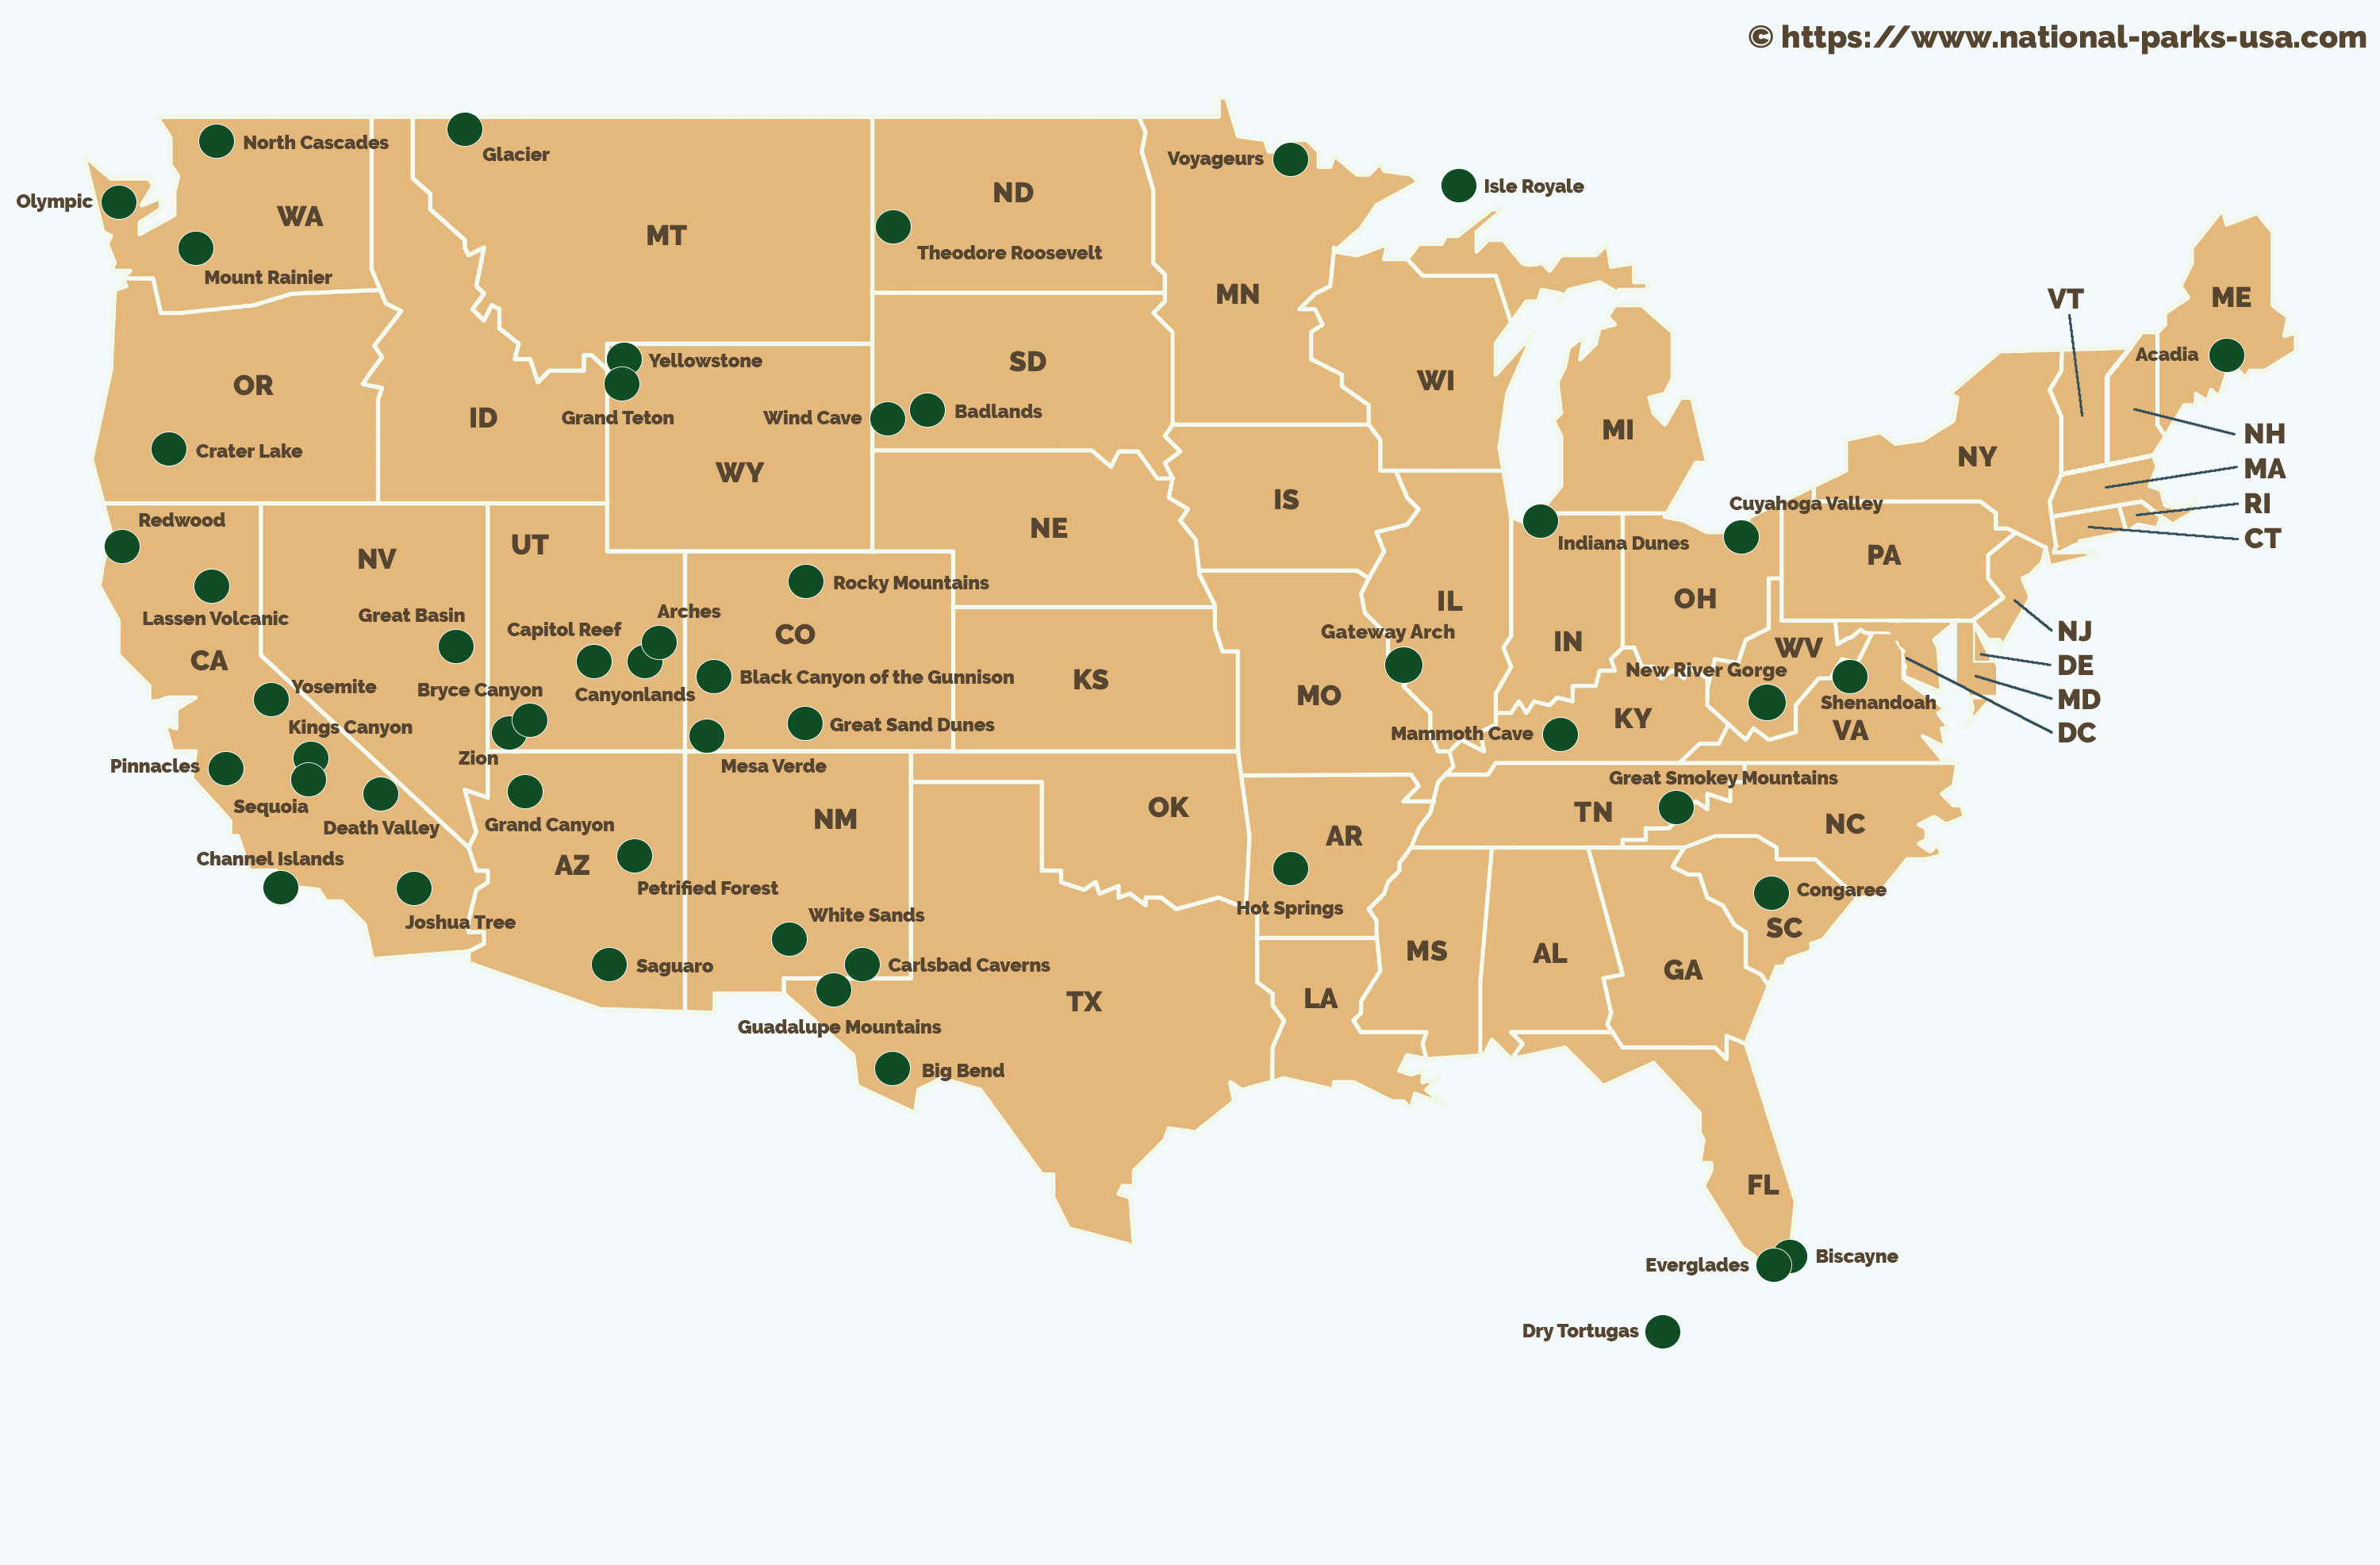 © https://www.national-parks-usa.com
North Cascades
Glacier
Olympic
WA
Mount Rainier
MT
ND
Theodore Roosevelt
Voyageurs
Isle Royale
MN
VT
ME
Acadia
OR
ID
Yellowstone
Grand Teton
Wind Cave
SD
Badlands
WI
MI
NY
NH
MA
RI
CT
Crater Lake
WY
NE
IS
Cuyahoga Valley
Redwood
NV
UT
Indiana Dunes
PA
Lassen Volcanic
Great Basin
Rocky Mountains
Arches
Capitol Reef
CO
IL
OH
Gateway Arch
IN
WV
NJ
DE
MD
DC
CA
Yosemite
Bryce Canyon
Canyonlands
Black Canyon of the Gunnison
KS
MO
New River Gorge
Shenandoah
Kings Canyon
Great Sand Dunes
KY
VA
Mammoth Cave
Pinnacles
Zion
Mesa Verde
Great Smokey Mountains
Sequoia
Death Valley
Grand Canyon
NM
OK
AR
TN
NC
Channel Islands
AZ
Petrified Forest
Joshua Tree
White Sands
Hot Springs
Congaree
SC
Saguaro
Carlsbad Caverns
MS
AL
GA
Guadalupe Mountains
TX
LA
Big Bend
FL
Everglades
Biscayne
Dry Tortugas